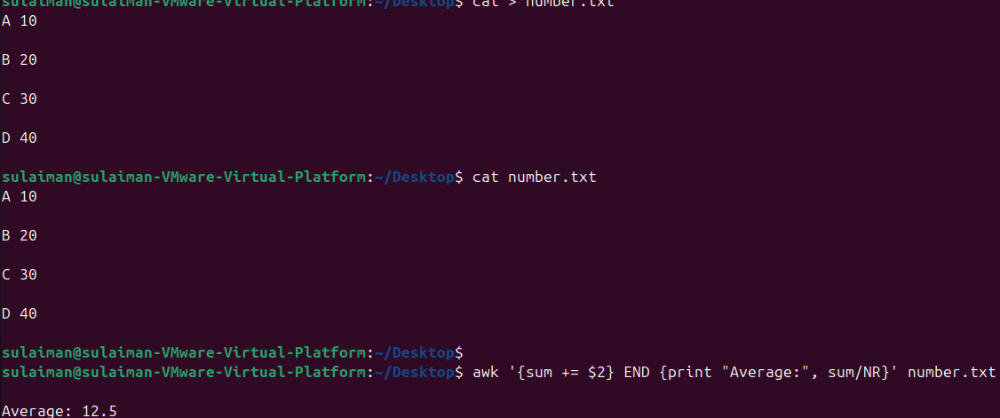 sulaiman@sulaiman-VMware-Virtual-Platform:~/Desktop$ cat > number.txt
A 10
B 20
C 30
D 40
sulaiman@sulaiman-VMware-Virtual-Platform:~/Desktop$ cat number.txt
A 10
B 20
C 30
D 40
sulaiman@sulaiman-VMware-Virtual-Platform:~/Desktop$
sulaiman@sulaiman-VMware-Virtual-Platform:~/Desktop$ awk '{sum += $2} END {print "Average:", sum/NR}' number.txt
Average: 12.5